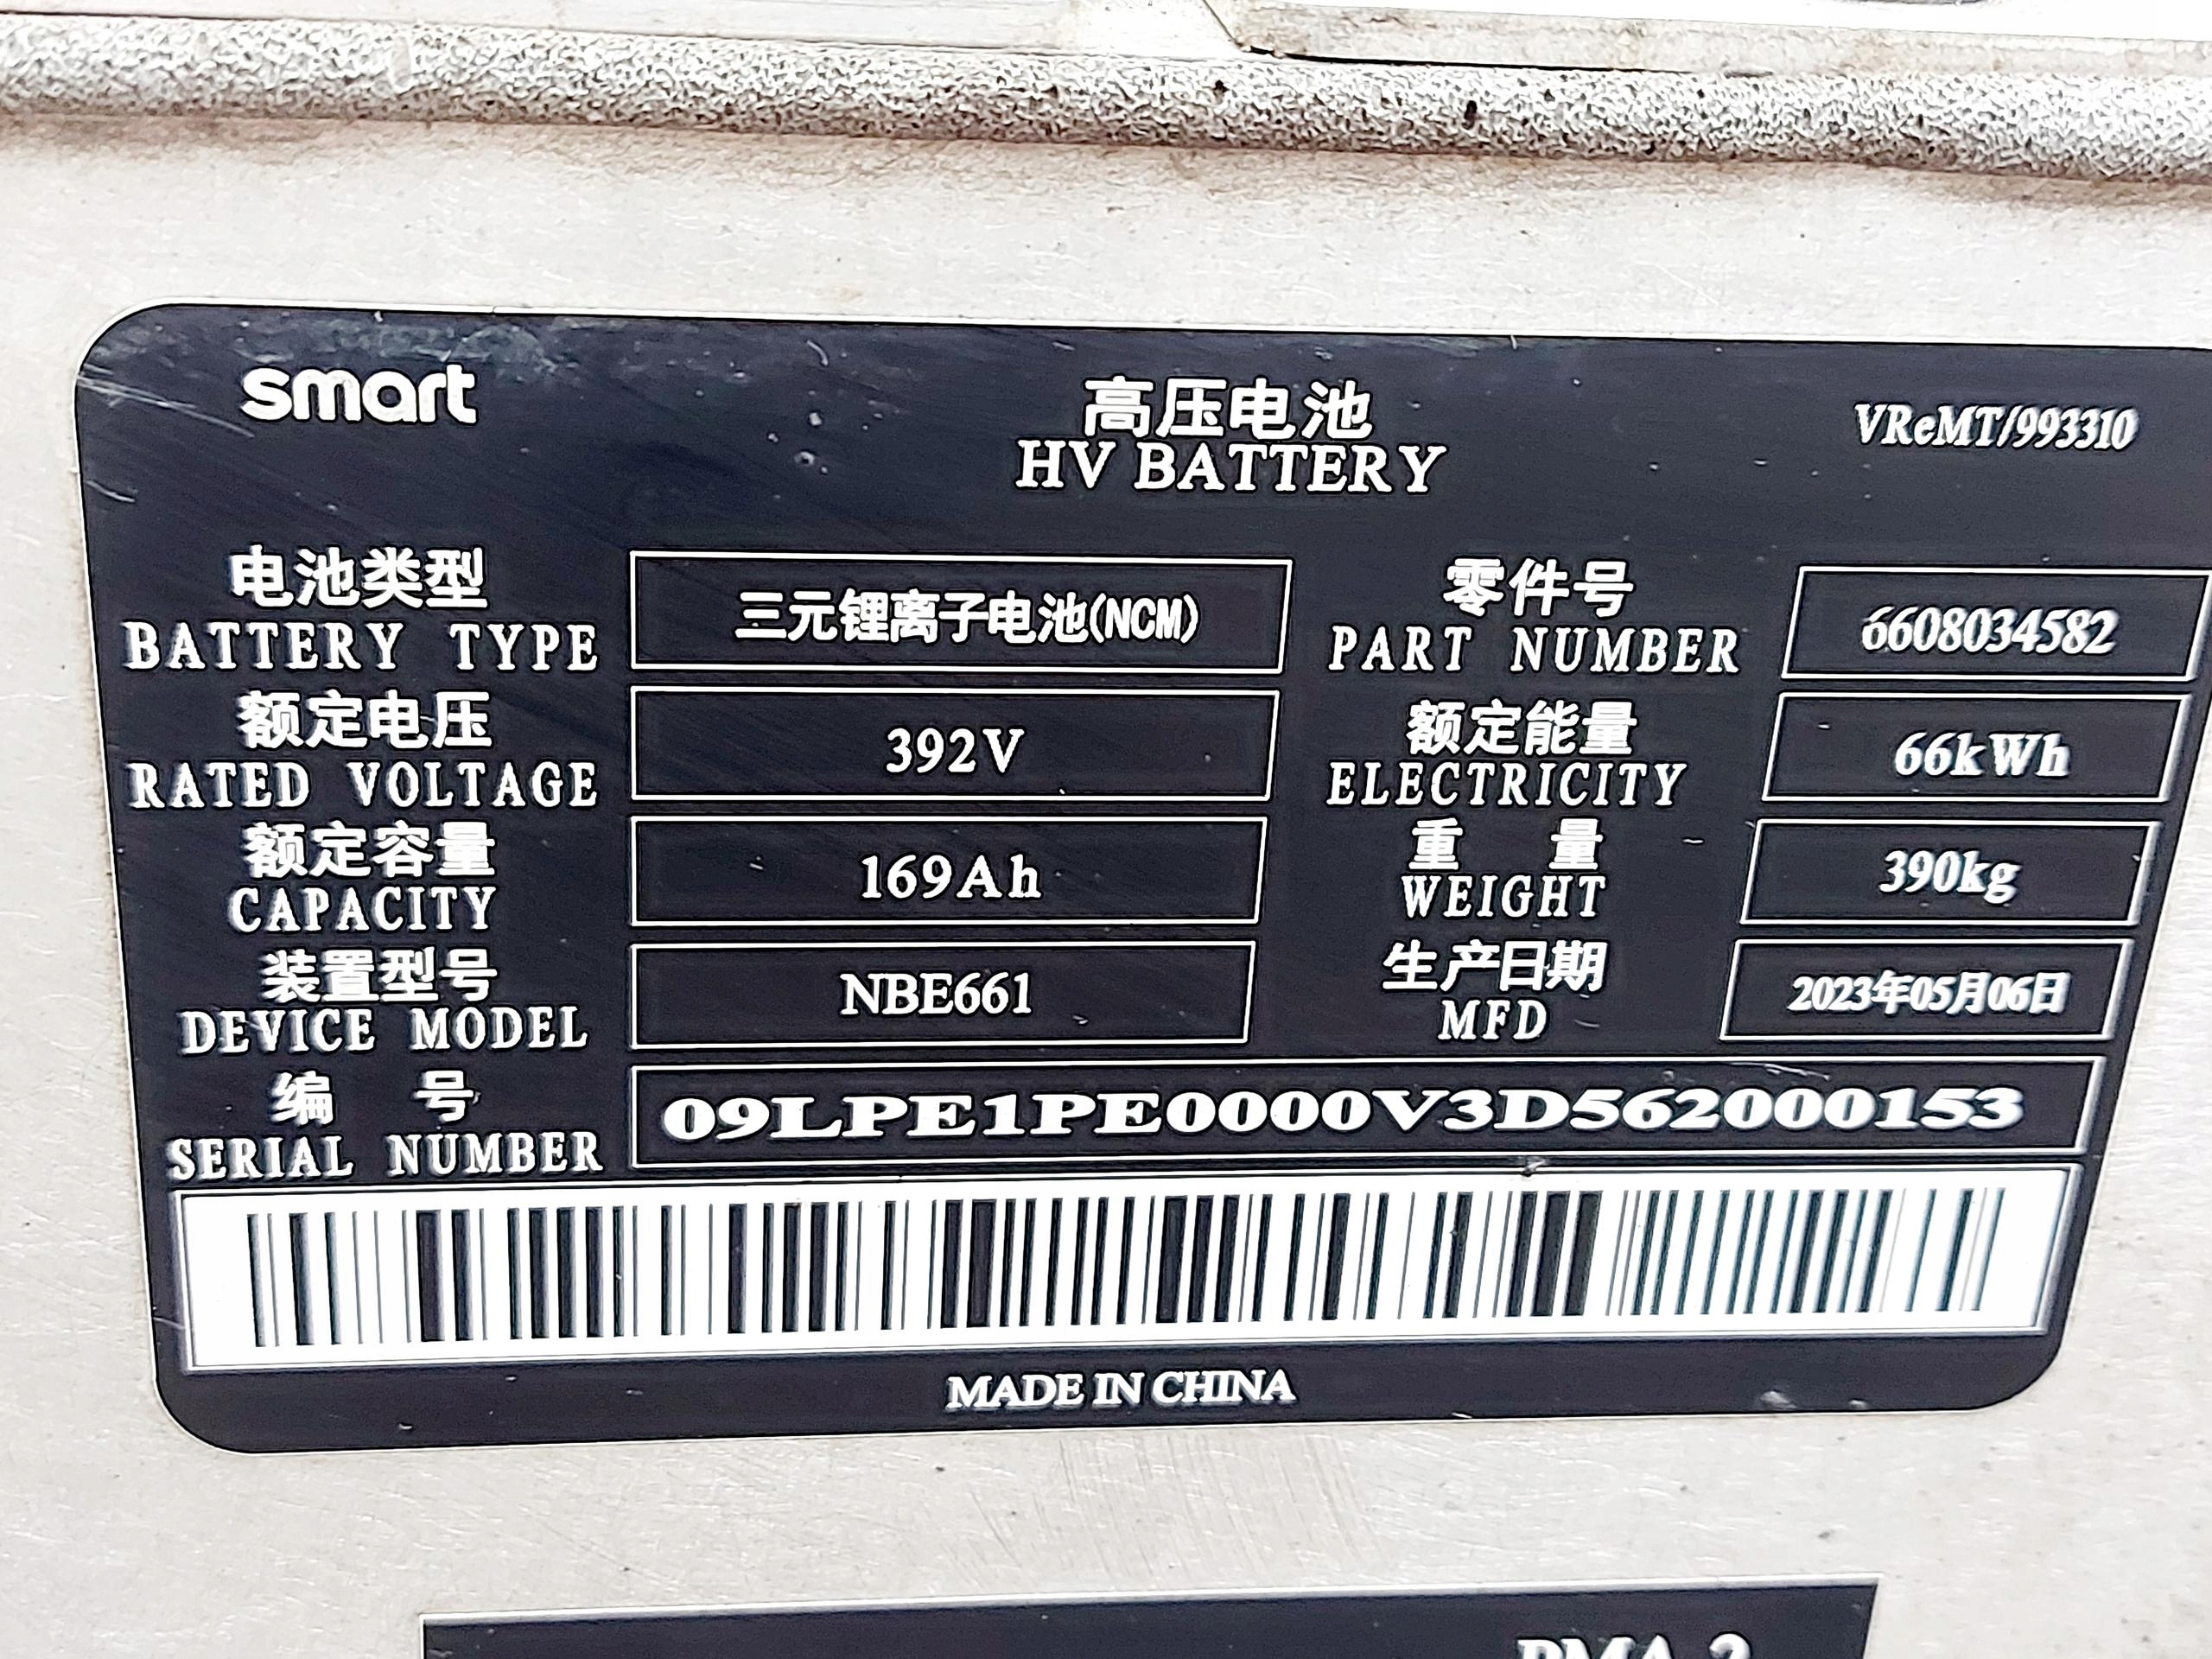 smart
高压电池
HV BATTERY
VReMT/993310
电池类型
BATTERY TYPE
三元锂离子电池(NCM)
零件号
PART NUMBER
6608034582
额定电压
RATED VOLTAGE
392V
额定能量
ELECTRICITY
66kWh
额定容量
CAPACITY
169Ah
重 量
WEIGHT
390kg
装置型号
DEVICE MODEL
NBE661
生产日期
MFD
2023年05月06日
编 号
SERIAL NUMBER
09LPE1PE0000V3D562000153
MADE IN CHINA
PMA 2